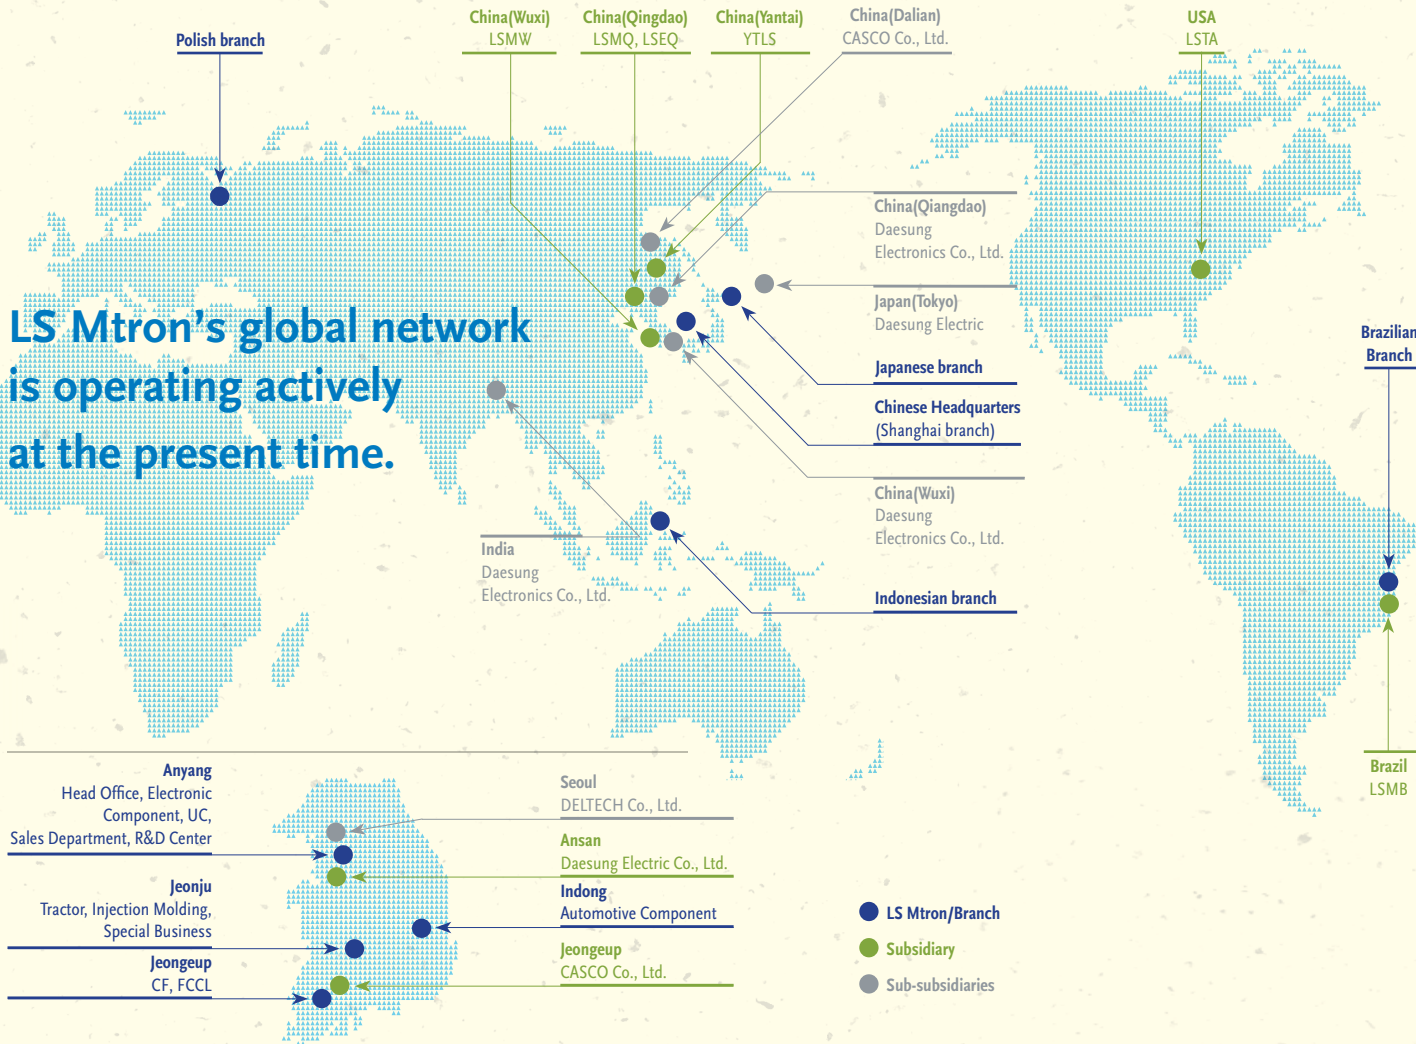 Polish branch
China(Wuxi)
LSMW
China(Qingdao)
LSMQ, LSEQ
China(Yantai)
YTLS
China(Dalian)
CASCO Co., Ltd.
USA
LSTA
China(Qiangdao)
Daesung
Electronics Co., Ltd.
Japan(Tokyo)
Daesung Electric
Japanese branch
Chinese Headquarters
(Shanghai branch)
China(Wuxi)
Daesung
Electronics Co., Ltd.
Indonesian branch
Brazilian
Branch
Brazil
LSMB
LS Mtron’s global network
is operating actively
at the present time.
India
Daesung
Electronics Co., Ltd.
Anyang
Head Office, Electronic
Component, UC,
Sales Department, R&D Center
Jeonju
Tractor, Injection Molding,
Special Business
Jeongeup
CF, FCCL
Seoul
DELTECH Co., Ltd.
Ansan
Daesung Electric Co., Ltd.
Indong
Automotive Component
Jeongeup
CASCO Co., Ltd.
LS Mtron/Branch
Subsidiary
Sub-subsidiaries